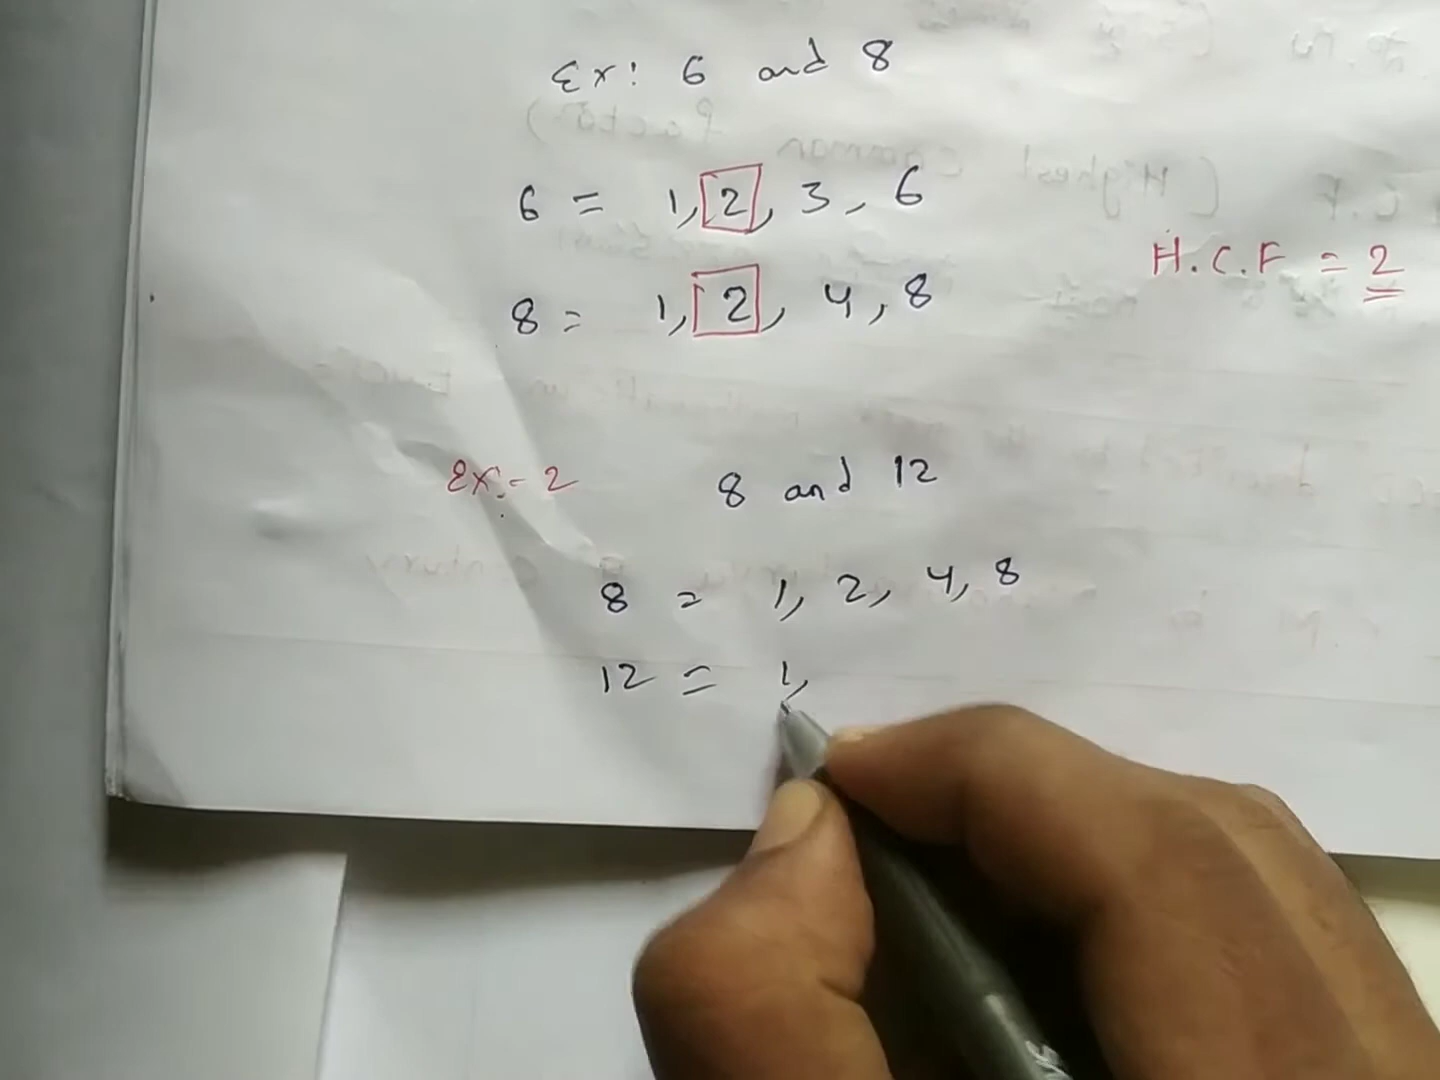 Ex: 6 and 8
6 = 1, 2, 3, 6
8 = 1, 2, 4, 8
H.C.F = 2
Ex:- 2 8 and 12
8 = 1, 2, 4, 8
12 = 1,